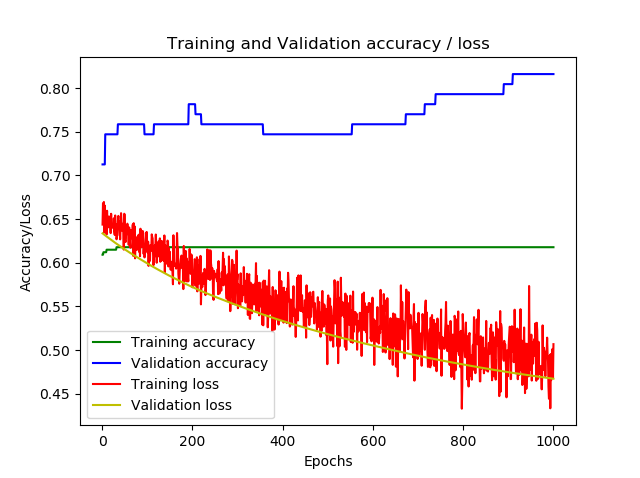 Training and Validation accuracy / loss
Accuracy/Loss
0.80
0.75
0.70
0.65
0.60
0.55
0.50
0.45
Training accuracy
Validation accuracy
Training loss
Validation loss
0 200 400 600 800 1000
Epochs